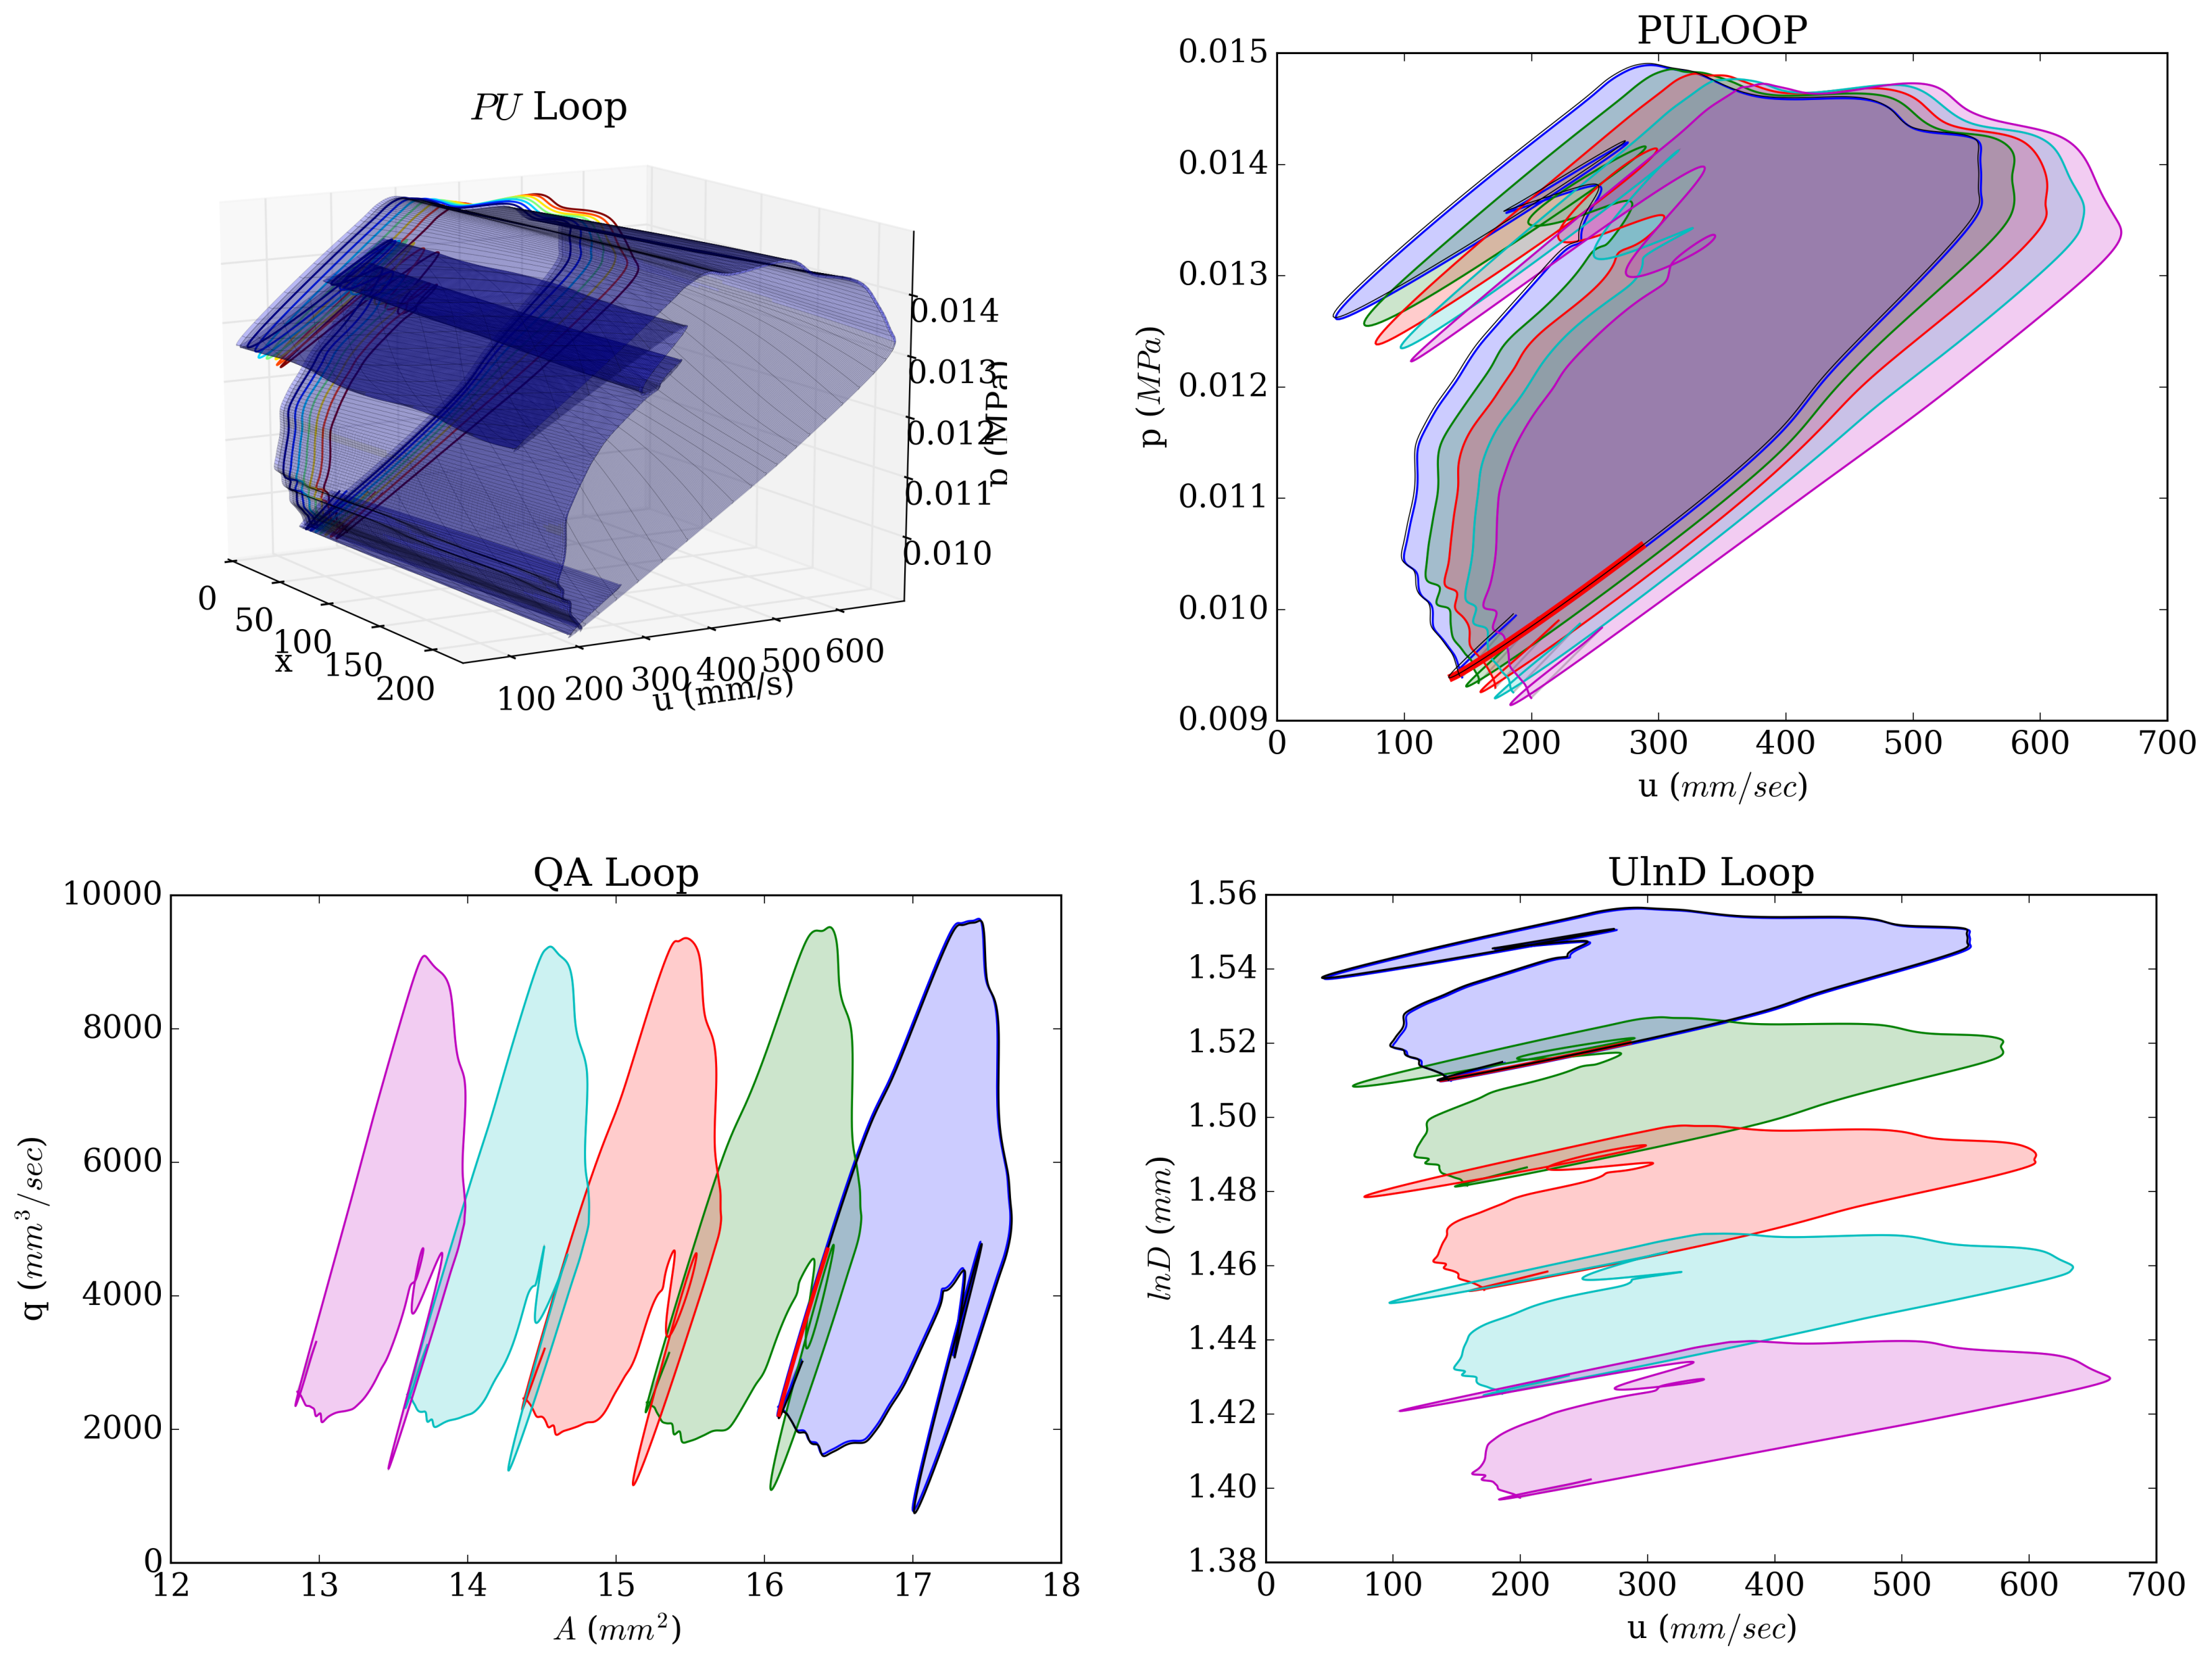 PU Loop
0.014
0.013
0.012
0.011
0.010
p (MPa)
0
50
100
150
200
x
100
200
300
400
500
600
u (mm/s)
PULOOP
0.015
0.014
0.013
0.012
0.011
0.010
0.009
p (MPa)
0 100 200 300 400 500 600 700
u (mm/sec)
QA Loop
10000
8000
6000
4000
2000
0
q (mm³/sec)
12 13 14 15 16 17 18
A (mm²)
UlnD Loop
1.56
1.54
1.52
1.50
1.48
1.46
1.44
1.42
1.40
1.38
lnD (mm)
0 100 200 300 400 500 600 700
u (mm/sec)